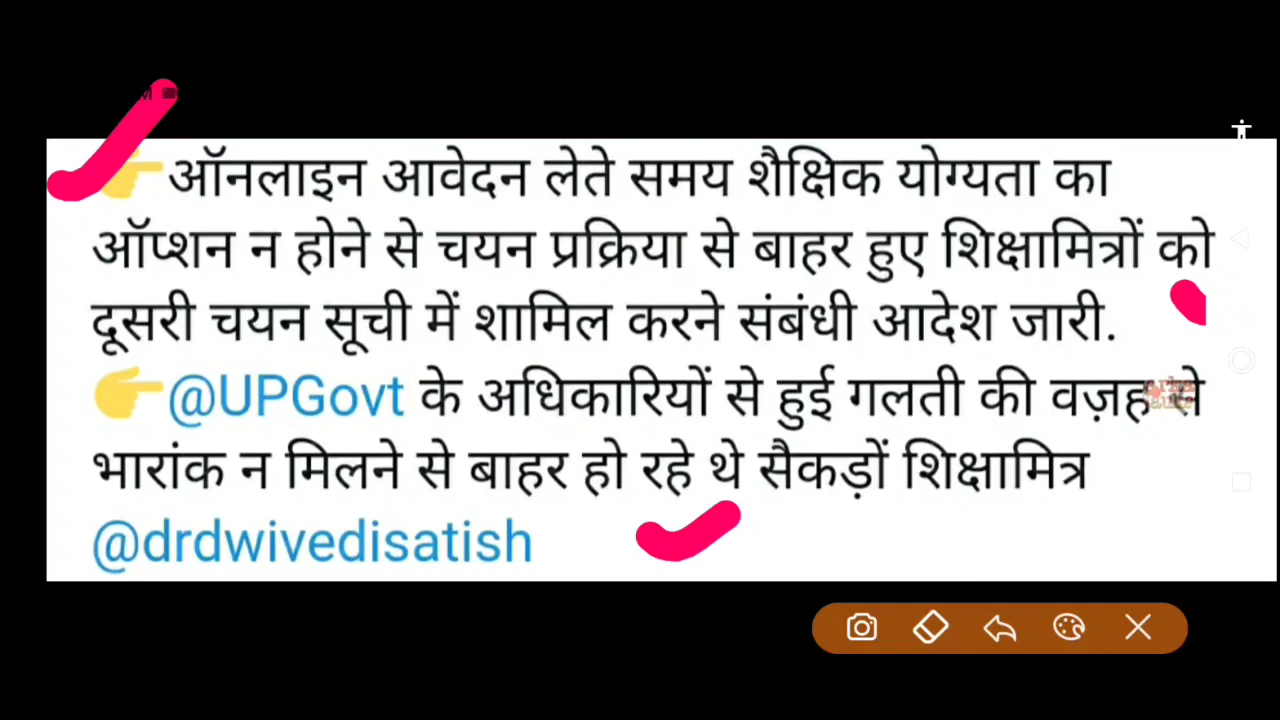 👉ऑनलाइन आवेदन लेते समय शैक्षिक योग्यता का
ऑप्शन न होने से चयन प्रक्रिया से बाहर हुए शिक्षामित्रों को
दूसरी चयन सूची में शामिल करने संबंधी आदेश जारी.
👉@UPGovt के अधिकारियों से हुई गलती की वज़ह से
भारांक न मिलने से बाहर हो रहे थे सैकड़ों शिक्षामित्र
@drdwivedisatish